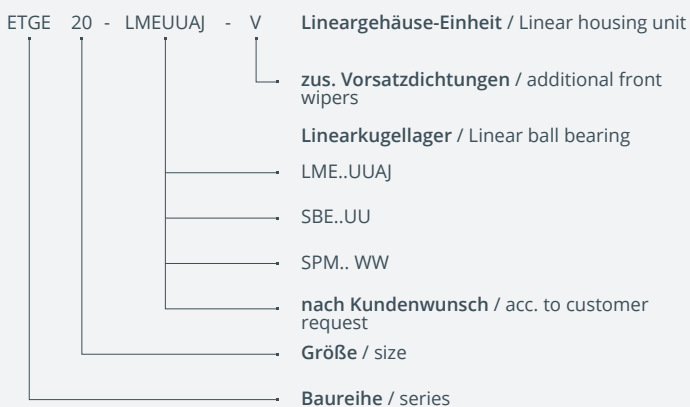 ETGE 20 - LMEUUAJ - V Lineargehäuse-Einheit / Linear housing unit
zus. Vorsatzdichtungen / additional front
wipers
Linearkugellager / Linear ball bearing
LME..UUAJ
SBE..UU
SPM.. WW
nach Kundenwunsch / acc. to customer
request
Größe / size
Baureihe / series